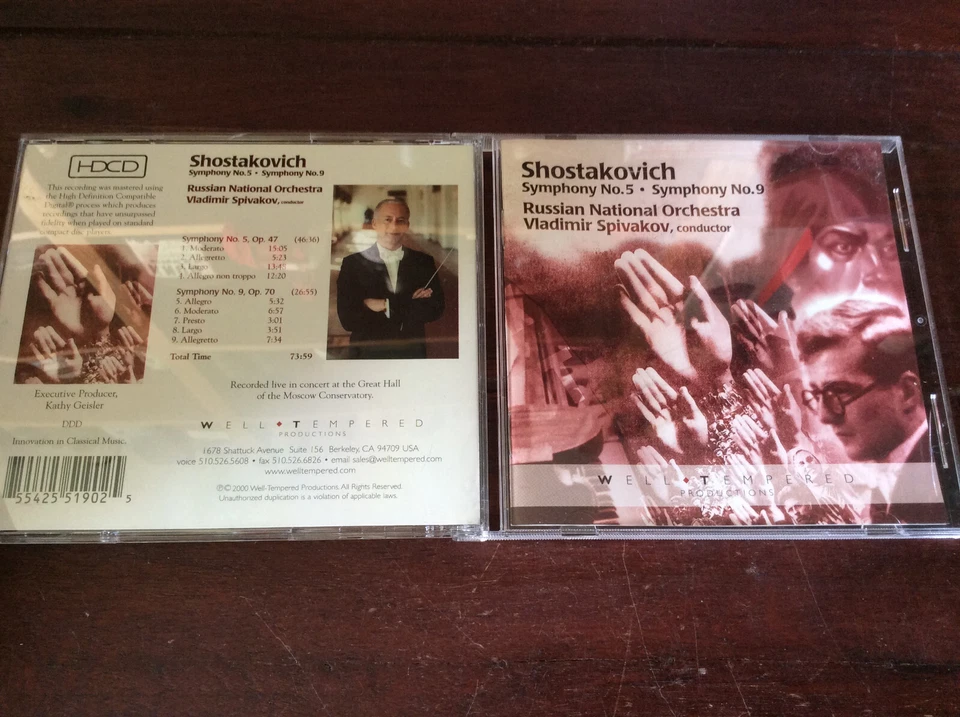 HDCD
This recording was mastered using
the High Definition Compatible
Digital® process which produces
recordings that have unsurpassed
fidelity when played on standard
compact disc players.
Executive Producer,
Kathy Geisler
DDD
Innovation in Classical Music.
55425 51902 5
Shostakovich
Symphony No.5 • Symphony No.9
Russian National Orchestra
Vladimir Spivakov, conductor
Symphony No. 5, Op. 47 (46:36)
1. Moderato 15:05
2. Allegretto 5:23
3. Largo
4. Allegro non troppo 12:20
Symphony No. 9, Op. 70 (26:55)
5. Allegro 5:32
6. Moderato 6:57
7. Presto 3:01
8. Largo 3:51
9. Allegretto 7:34
Total Time 73:59
Recorded live in concert at the Great Hall
of the Moscow Conservatory.
WELL♦TEMPERED
PRODUCTIONS
1678 Shattuck Avenue Suite 156 Berkeley, CA 94709 USA
voice 510.526.5608 • fax 510.526.6826 • email sales@welltempered.com
www.welltempered.com
℗© 2000 Well-Tempered Productions. All Rights Reserved.
Unauthorized duplication is a violation of applicable laws.
Shostakovich
Symphony No.5 • Symphony No.9
Russian National Orchestra
Vladimir Spivakov, conductor
WELL♦TEMPERED
PRODUCTIONS